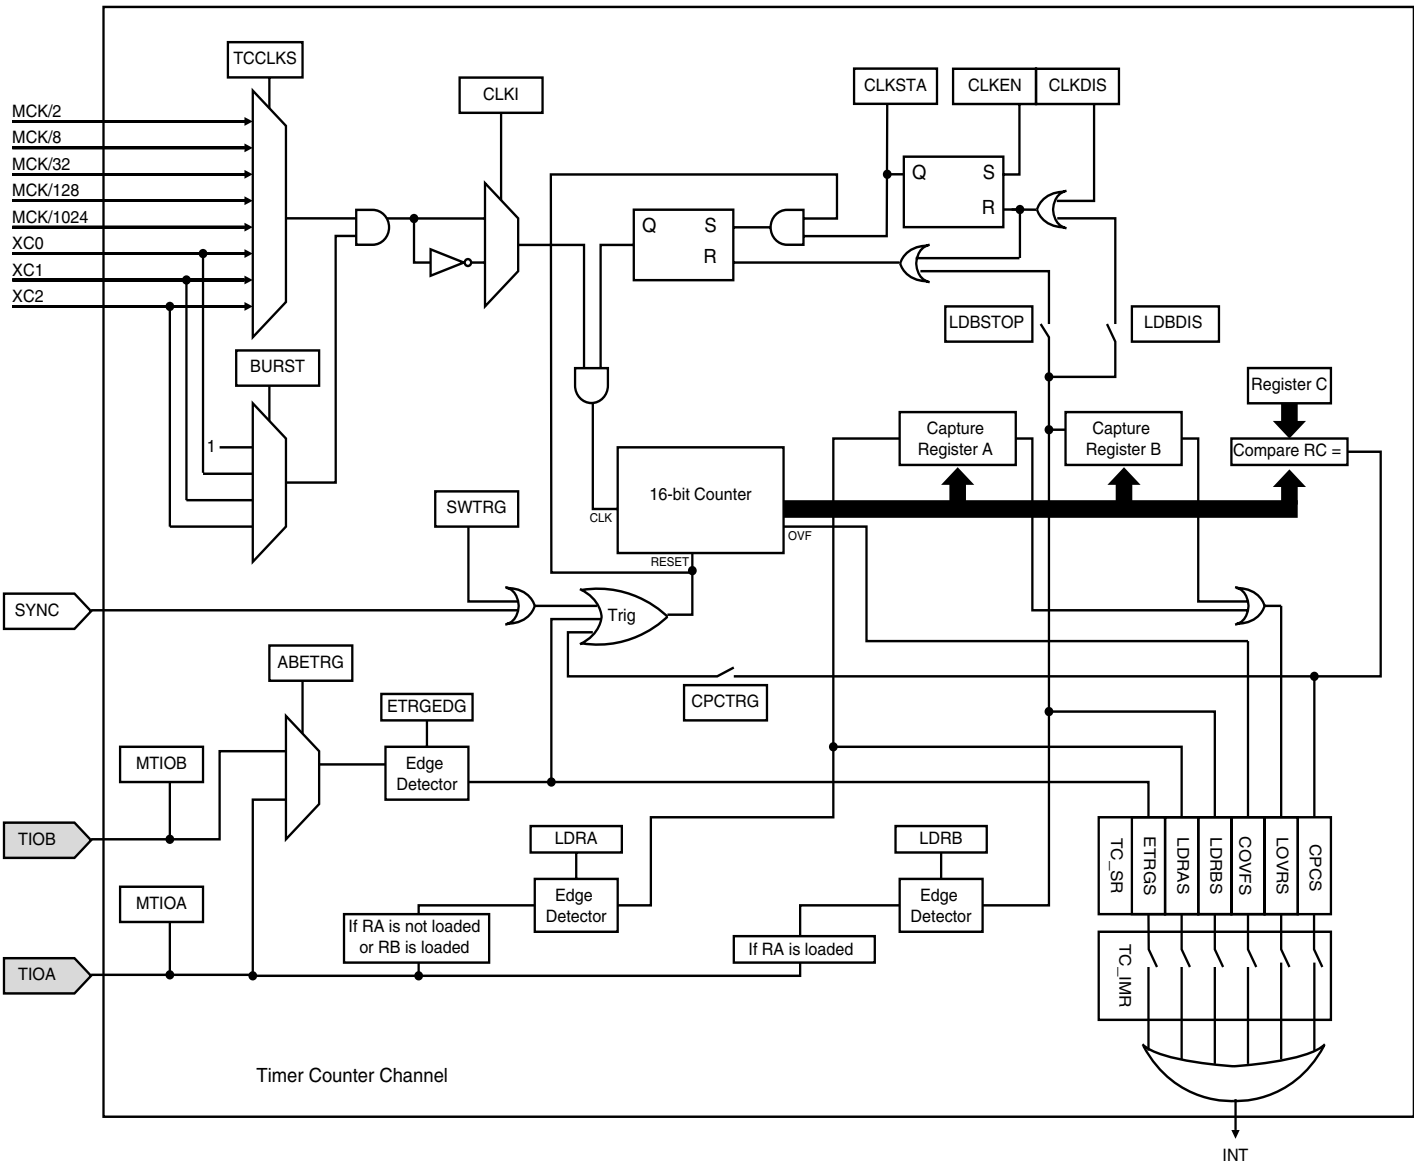 TCCLKS
CLKI
CLKSTA
CLKEN
CLKDIS
MCK/2
MCK/8
MCK/32
MCK/128
MCK/1024
XC0
XC1
XC2
Q
S
R
Q
S
R
LDBSTOP
LDBDIS
BURST
1
Register C
Capture
Register A
Capture
Register B
Compare RC =
16-bit Counter
SWTRG
CLK
OVF
RESET
SYNC
Trig
ABETRG
CPCTRG
ETRGEDG
MTIOB
Edge
Detector
TIOB
LDRA
LDRB
MTIOA
Edge
Detector
Edge
Detector
If RA is not loaded
or RB is loaded
If RA is loaded
TIOA
TC_SR
ETRGS
LDRAS
LDRBS
COVFS
LOVRS
CPCS
TC_IMR
Timer Counter Channel
INT